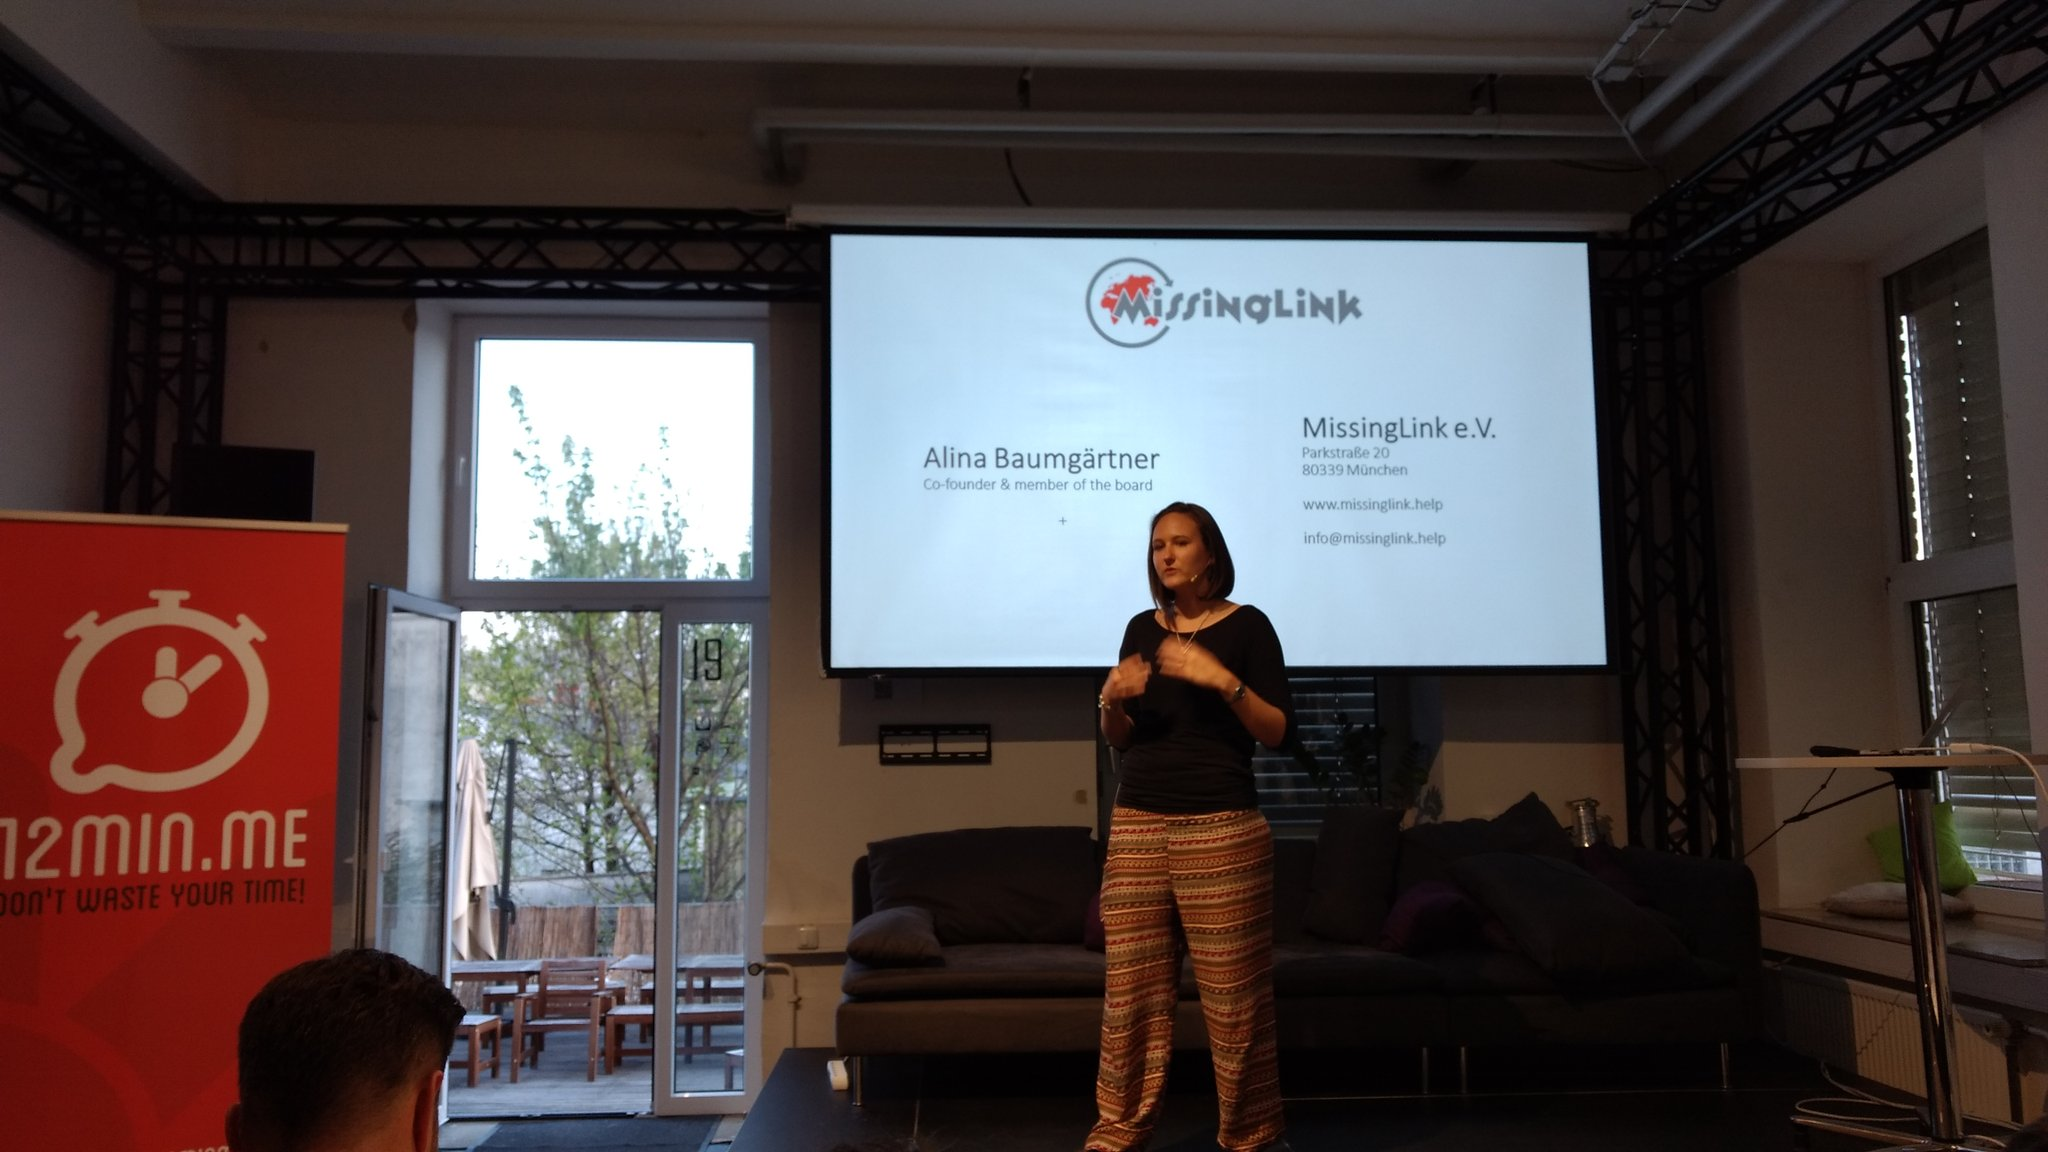 MissingLink
Alina Baumgärtner
Co-founder & member of the board
MissingLink e.V.
Parkstraße 20
80339 München
www.missinglink.help
info@missinglink.help
12MIN.ME
DON'T WASTE YOUR TIME!
19